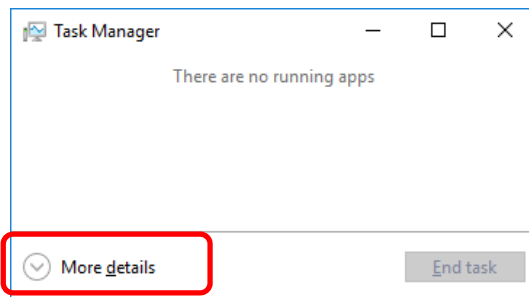 Task Manager
There are no running apps
More details
End task